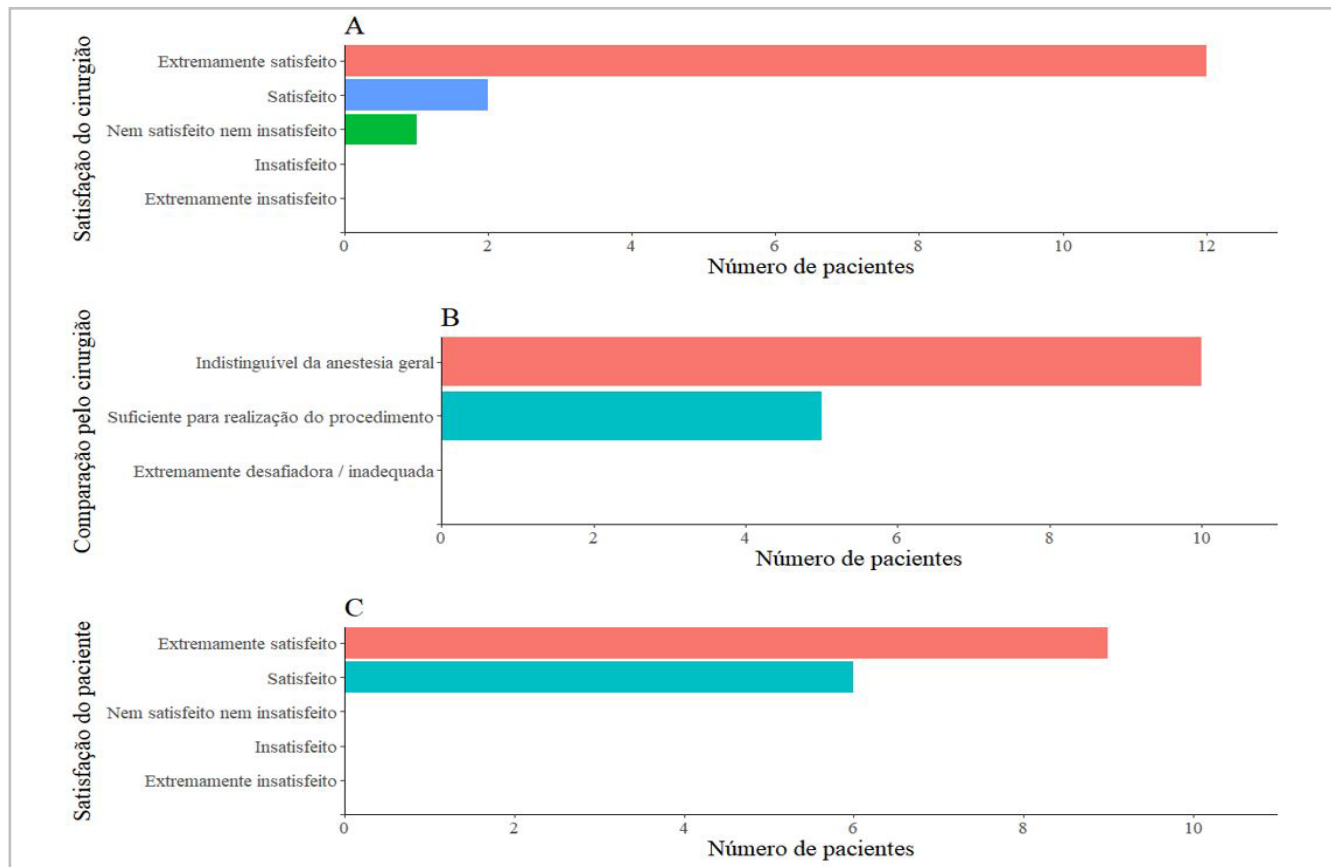 A
Satisfação do cirurgião
Extremamente satisfeito
Satisfeito
Nem satisfeito nem insatisfeito
Insatisfeito
Extremamente insatisfeito
0 2 4 6 8 10 12
Número de pacientes
B
Comparação pelo cirurgião
Indistinguível da anestesia geral
Suficiente para realização do procedimento
Extremamente desafiadora / inadequada
0 2 4 6 8 10
Número de pacientes
C
Satisfação do paciente
Extremamente satisfeito
Satisfeito
Nem satisfeito nem insatisfeito
Insatisfeito
Extremamente insatisfeito
0 2 4 6 8 10
Número de pacientes